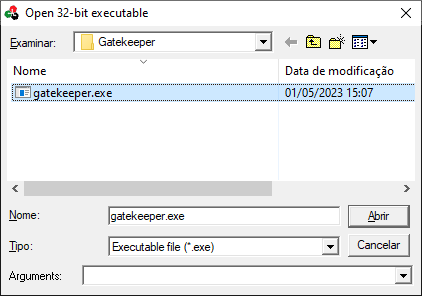 Open 32-bit executable
Examinar: Gatekeeper
Nome Data de modificação
gatekeeper.exe 01/05/2023 15:07
Nome: gatekeeper.exe Abrir
Tipo: Executable file (*.exe) Cancelar
Arguments: